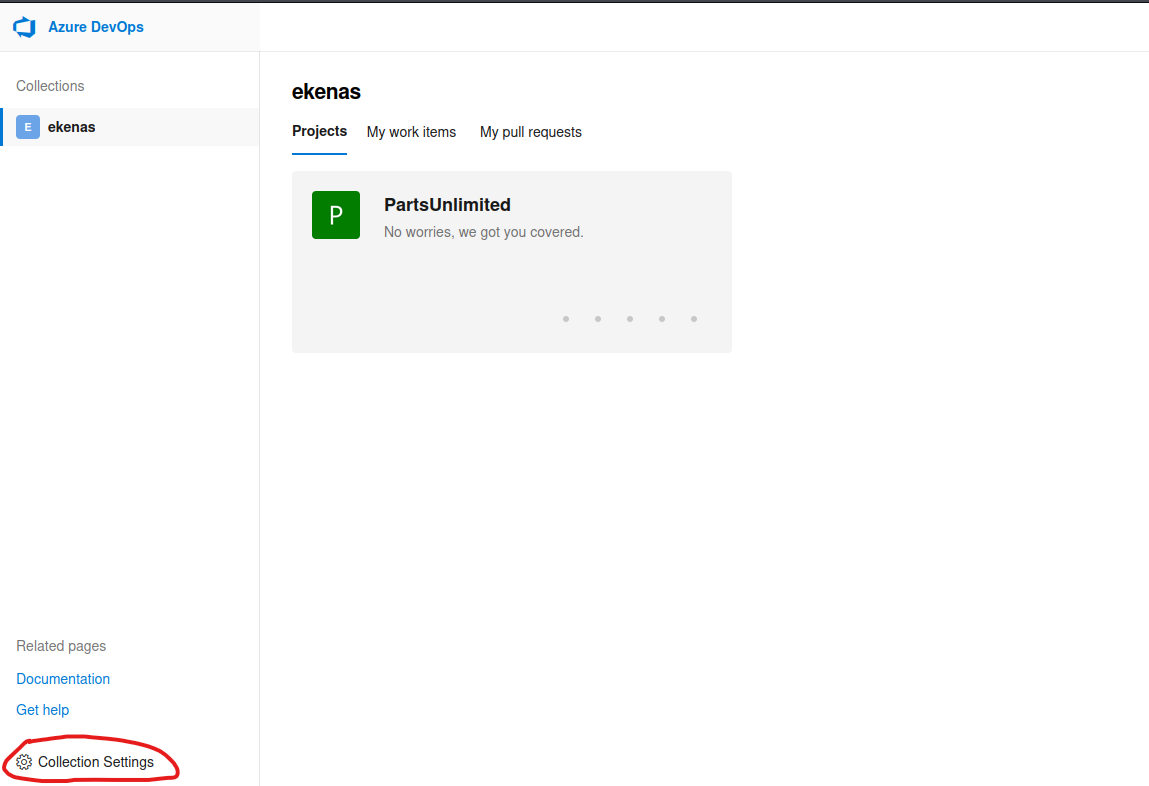 Azure DevOps
Collections
E
ekenas
Related pages
Documentation
Get help
Collection Settings
ekenas
Projects My work items My pull requests
P
PartsUnlimited
No worries, we got you covered.